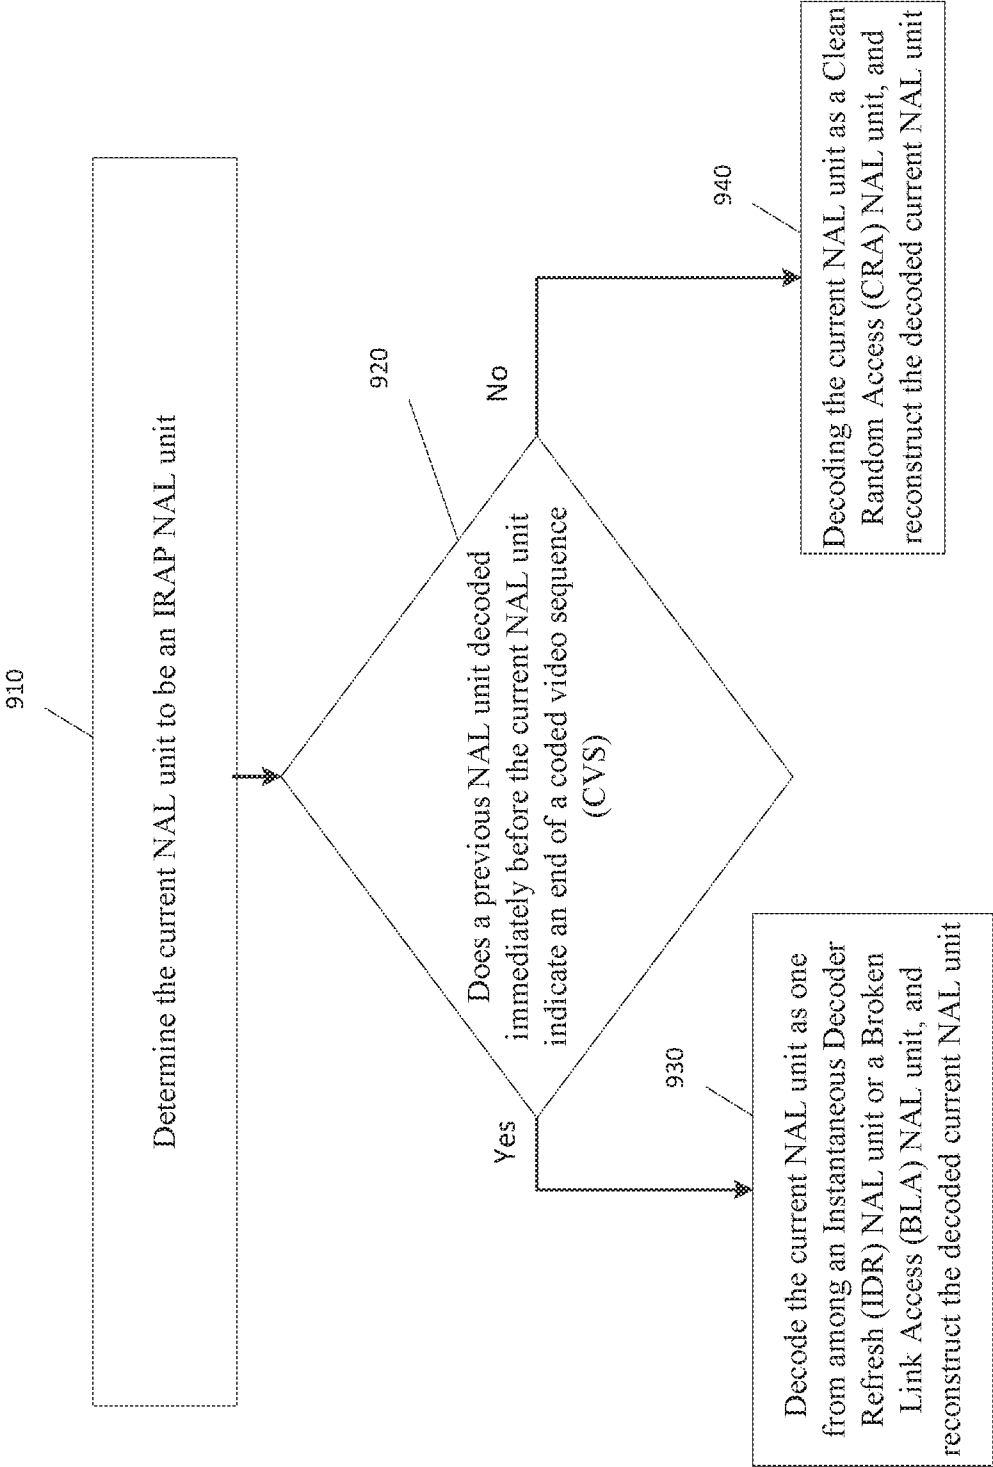 910
Determine the current NAL unit to be an IRAP NAL unit
920
Does a previous NAL unit decoded
immediately before the current NAL unit
indicate an end of a coded video sequence
(CVS)
Yes
No
930
Decode the current NAL unit as one
from among an Instantaneous Decoder
Refresh (IDR) NAL unit or a Broken
Link Access (BLA) NAL unit, and
reconstruct the decoded current NAL unit
940
Decoding the current NAL unit as a Clean
Random Access (CRA) NAL unit, and
reconstruct the decoded current NAL unit